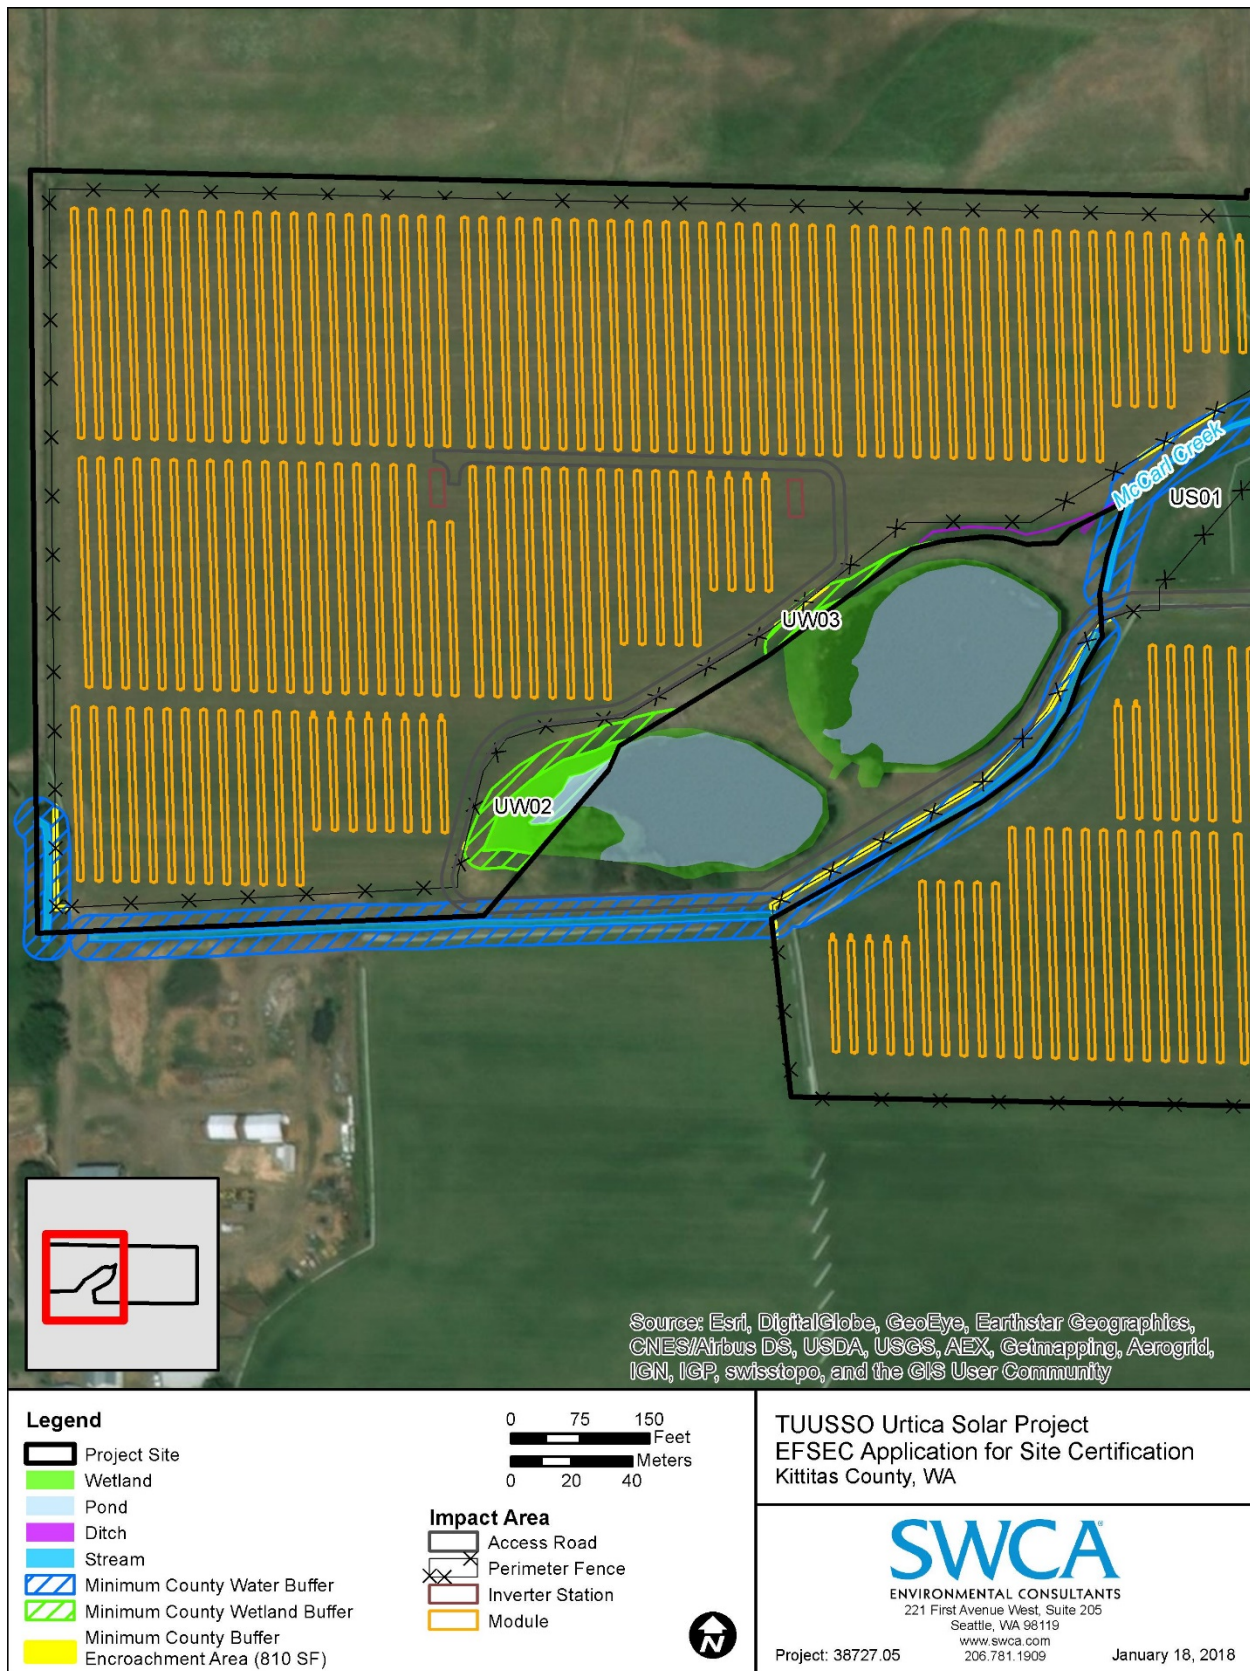 McCarl Creek
US01
UW03
UW02
Source: Esri, DigitalGlobe, GeoEye, Earthstar Geographics,
CNES/Airbus DS, USDA, USGS, AEX, Getmapping, Aerogrid,
IGN, IGP, swisstopo, and the GIS User Community
Legend
Project Site
Wetland
Pond
Ditch
Stream
Minimum County Water Buffer
Minimum County Wetland Buffer
Minimum County Buffer
Encroachment Area (810 SF)
0 75 150
Feet
Meters
0 20 40
Impact Area
Access Road
Perimeter Fence
Inverter Station
Module
N
TUUSSO Urtica Solar Project
EFSEC Application for Site Certification
Kittitas County, WA
SWCA
ENVIRONMENTAL CONSULTANTS
221 First Avenue West, Suite 205
Seattle, WA 98119
www.swca.com
206.781.1909
Project: 38727.05
January 18, 2018